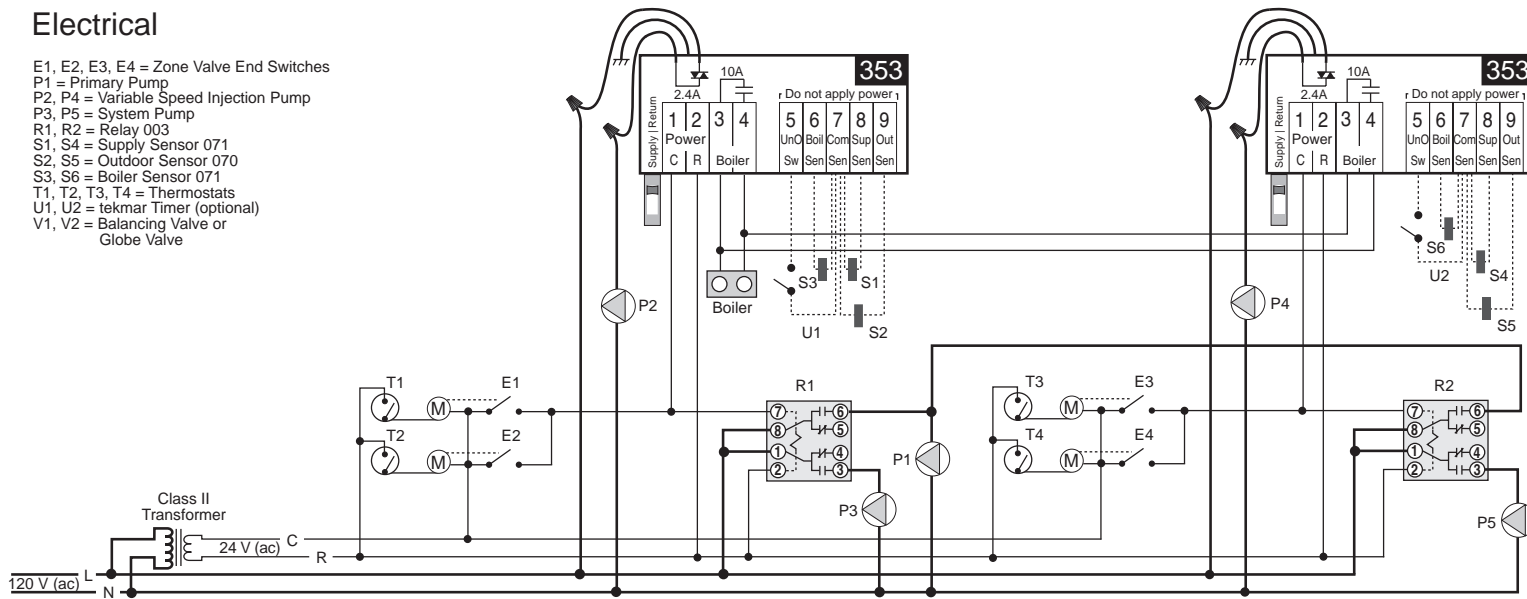 Electrical
E1, E2, E3, E4 = Zone Valve End Switches
P1 = Primary Pump
P2, P4 = Variable Speed Injection Pump
P3, P5 = System Pump
R1, R2 = Relay 003
S1, S4 = Supply Sensor 071
S2, S5 = Outdoor Sensor 070
S3, S6 = Boiler Sensor 071
T1, T2, T3, T4 = Thermostats
U1, U2 = tekmar Timer (optional)
V1, V2 = Balancing Valve or
Globe Valve
353
10A
2.4A
Do not apply power
Supply | Return
1 2 3 4 5 6 7 8 9
Power UnO Boil Com Sup Out
C R Boiler Sw Sen Sen Sen Sen
353
10A
2.4A
Do not apply power
Supply | Return
1 2 3 4 5 6 7 8 9
Power UnO Boil Com Sup Out
C R Boiler Sw Sen Sen Sen Sen
P2
Boiler
S3
S1
U1
S2
P4
S6
U2
S4
S5
T1
M
E1
T2
M
E2
R1
7 6
8 5
1 4
2 3
P1
P3
T3
M
E3
T4
M
E4
R2
7 6
8 5
1 4
2 3
P5
Class II
Transformer
24 V (ac)
C
R
120 V (ac)
L
N